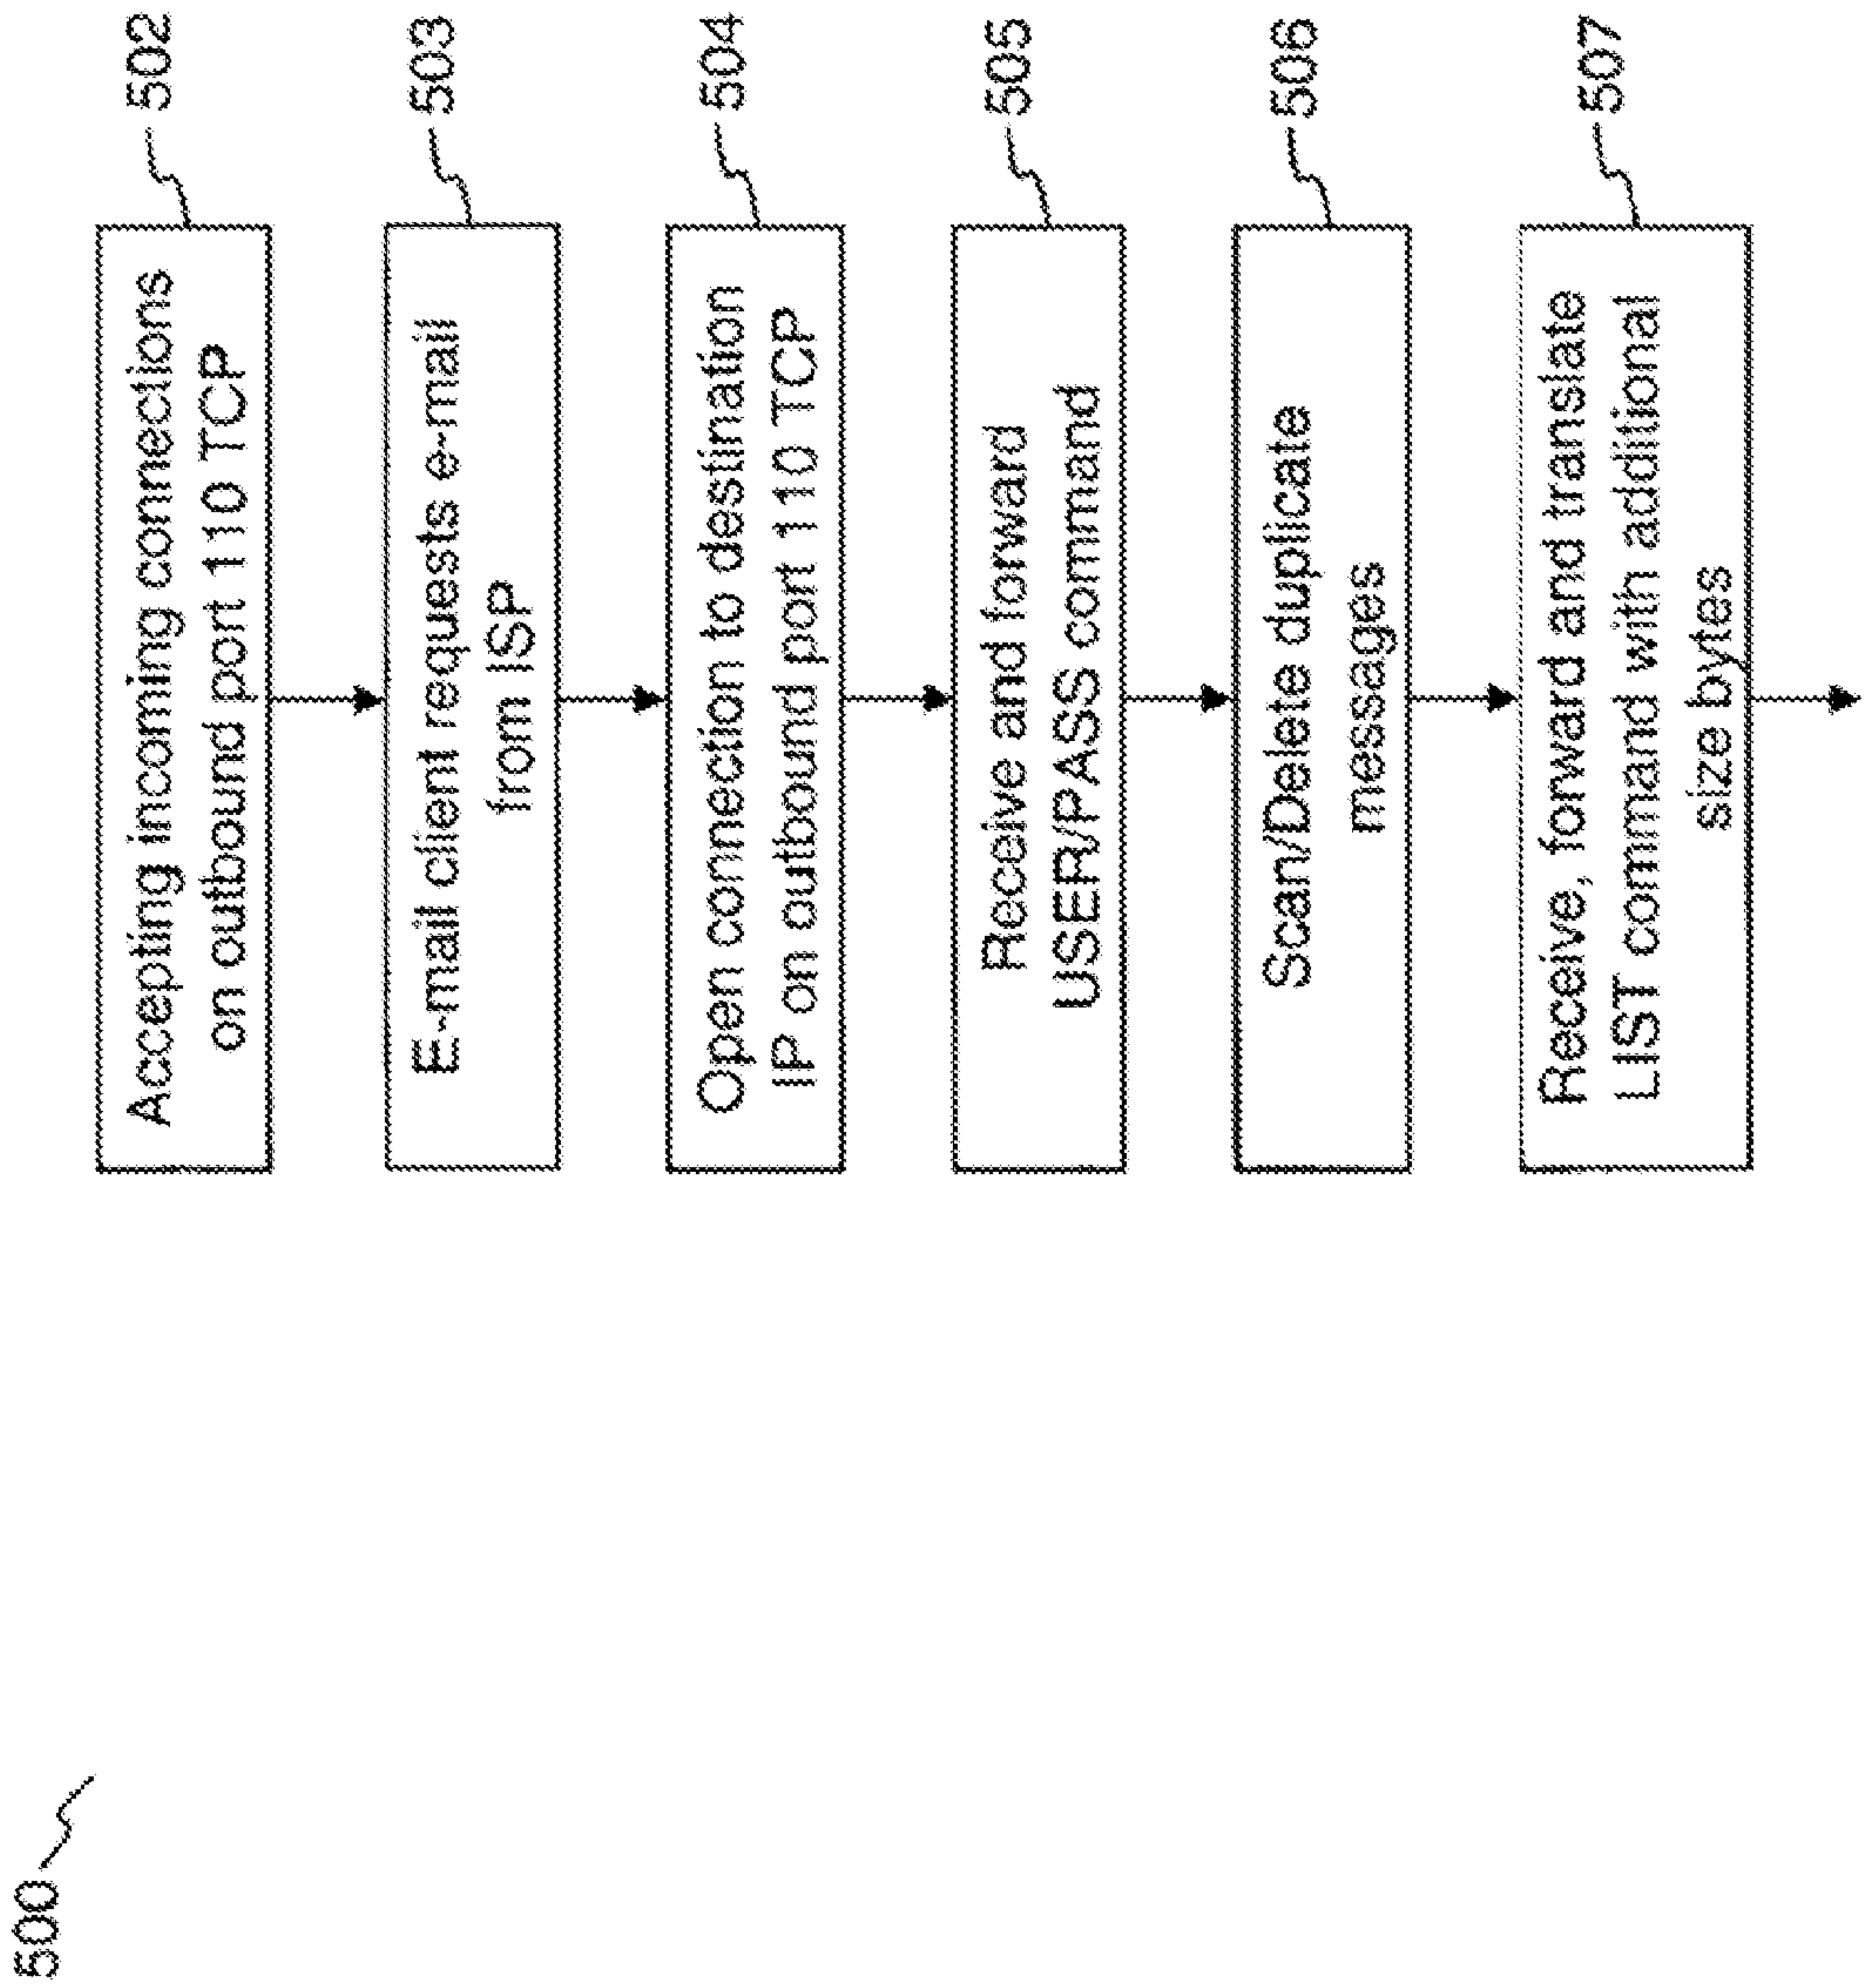 500
Accepting incoming connections
on outbound port 110 TCP
502
E-mail client requests e-mail
from ISP
503
Open connection to destination
IP on outbound port 110 TCP
504
Receive and forward
USER/PASS command
505
Scan/Delete duplicate
messages
506
Receive, forward and translate
LIST command with additional
size bytes
507